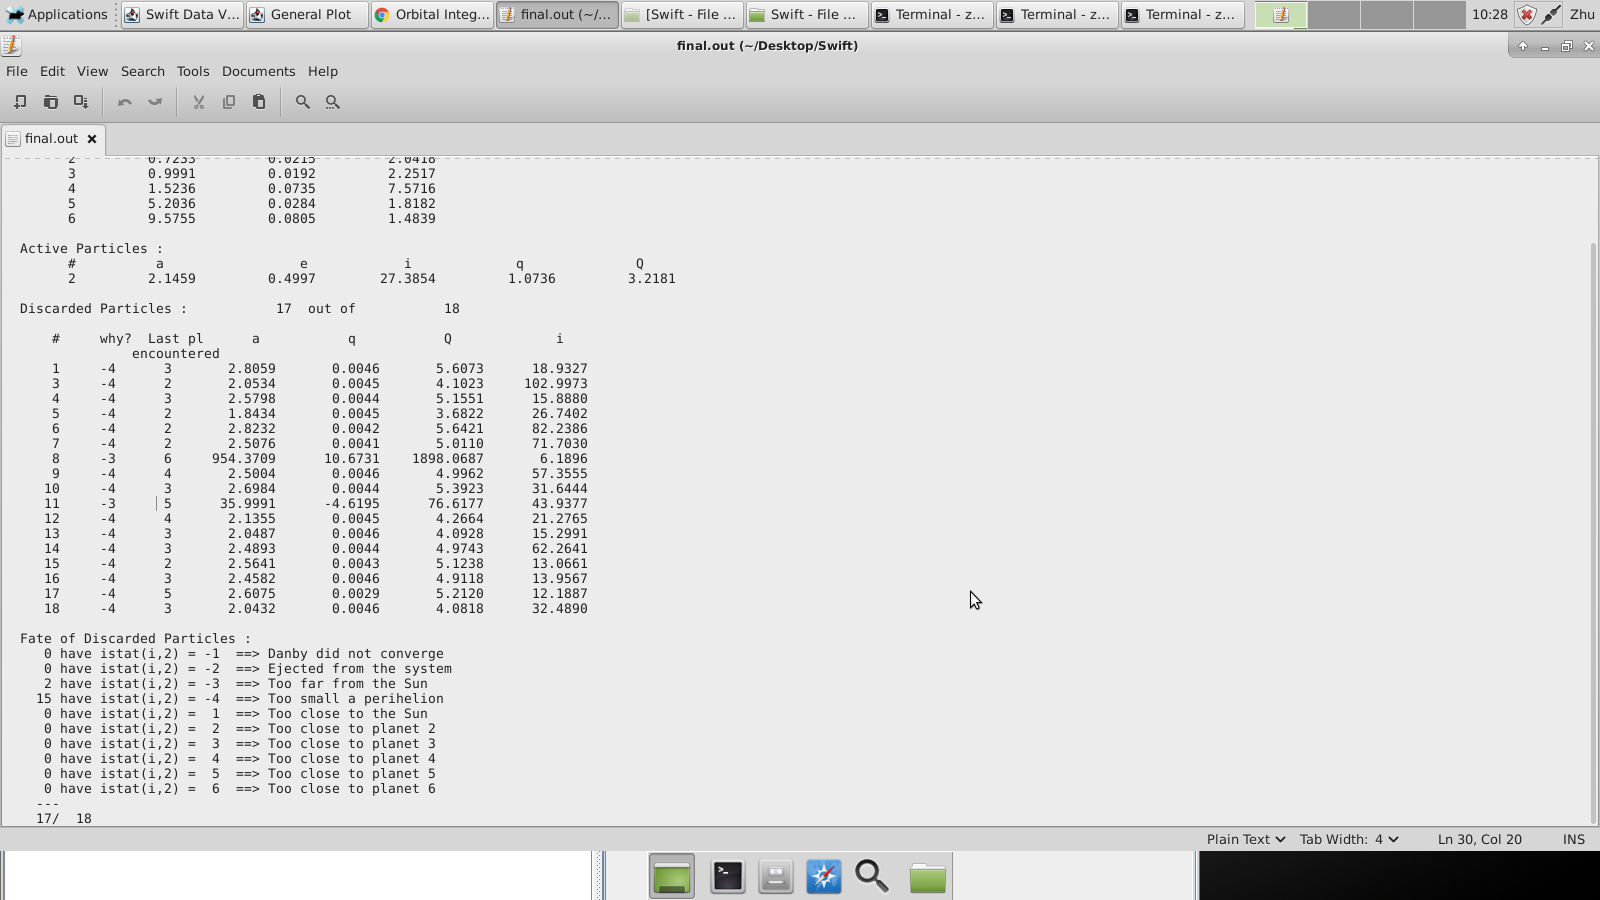 Applications Swift Data V... General Plot Orbital Integ... final.out (~/... [Swift - File ... Swift - File ... Terminal - z... Terminal - z... Terminal - z... 10:28 Zhu
final.out (~/Desktop/Swift)
File Edit View Search Tools Documents Help
final.out
2 0.7233 0.0215 2.0418
3 0.9991 0.0192 2.2517
4 1.5236 0.0735 7.5716
5 5.2036 0.0284 1.8182
6 9.5755 0.0805 1.4839
Active Particles :
# a e i q Q
2 2.1459 0.4997 27.3854 1.0736 3.2181
Discarded Particles : 17 out of 18
# why? Last pl a q Q i
encountered
1 -4 3 2.8059 0.0046 5.6073 18.9327
3 -4 2 2.0534 0.0045 4.1023 102.9973
4 -4 3 2.5798 0.0044 5.1551 15.8880
5 -4 2 1.8434 0.0045 3.6822 26.7402
6 -4 2 2.8232 0.0042 5.6421 82.2386
7 -4 2 2.5076 0.0041 5.0110 71.7030
8 -3 6 954.3709 10.6731 1898.0687 6.1896
9 -4 4 2.5004 0.0046 4.9962 57.3555
10 -4 3 2.6984 0.0044 5.3923 31.6444
11 -3 5 35.9991 -4.6195 76.6177 43.9377
12 -4 4 2.1355 0.0045 4.2664 21.2765
13 -4 3 2.0487 0.0041 4.0928 15.2991
14 -4 3 2.4893 0.0044 4.9743 62.2641
15 -4 2 2.5641 0.0043 5.1238 13.0661
16 -4 3 2.4582 0.0046 4.9118 13.9567
17 -4 5 2.6075 0.0029 5.2120 12.1887
18 -4 3 2.0432 0.0046 4.0818 32.4890
Fate of Discarded Particles :
0 have istat(i,2) = -1 ==> Danby did not converge
0 have istat(i,2) = -2 ==> Ejected from the system
2 have istat(i,2) = -3 ==> Too far from the Sun
15 have istat(i,2) = -4 ==> Too small a perihelion
0 have istat(i,2) = 1 ==> Too close to the Sun
0 have istat(i,2) = 2 ==> Too close to planet 2
0 have istat(i,2) = 3 ==> Too close to planet 3
0 have istat(i,2) = 4 ==> Too close to planet 4
0 have istat(i,2) = 5 ==> Too close to planet 5
0 have istat(i,2) = 6 ==> Too close to planet 6
---
17/ 18
Plain Text Tab Width: 4 Ln 30, Col 20 INS